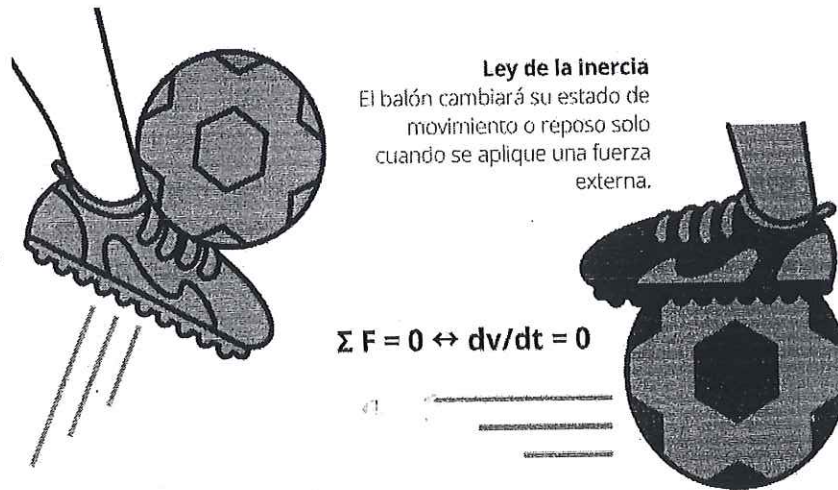 Ley de la inercia
El balón cambiará su estado de
movimiento o reposo solo
cuando se aplique una fuerza
externa.
Σ F = 0 ↔ dv/dt = 0